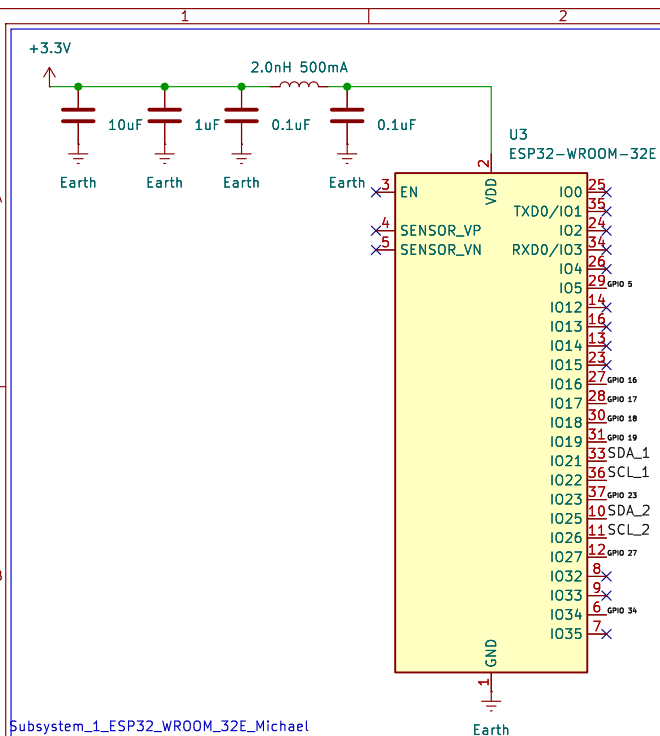 1 2
+3.3V
2.0nH 500mA
10uF 1uF 0.1uF 0.1uF
Earth Earth Earth Earth
U3
ESP32-WROOM-32E
2
VDD
3 EN IO0 25
TXD0/IO1 35
4 SENSOR_VP IO2 24
5 SENSOR_VN RXD0/IO3 34
IO4 26
IO5 29 GPIO 5
IO12 14
IO13 16
IO14 13
IO15 23
IO16 27 GPIO 16
IO17 28 GPIO 17
IO18 30 GPIO 18
IO19 31 GPIO 19
IO21 33 SDA_1
IO22 36 SCL_1
IO23 37 GPIO 23
IO25 10 SDA_2
IO26 11 SCL_2
IO27 12 GPIO 27
IO32 8
IO33 9
IO34 6 GPIO 34
IO35 7
GND
1
Earth
Subsystem_1_ESP32_WROOM_32E_Michael